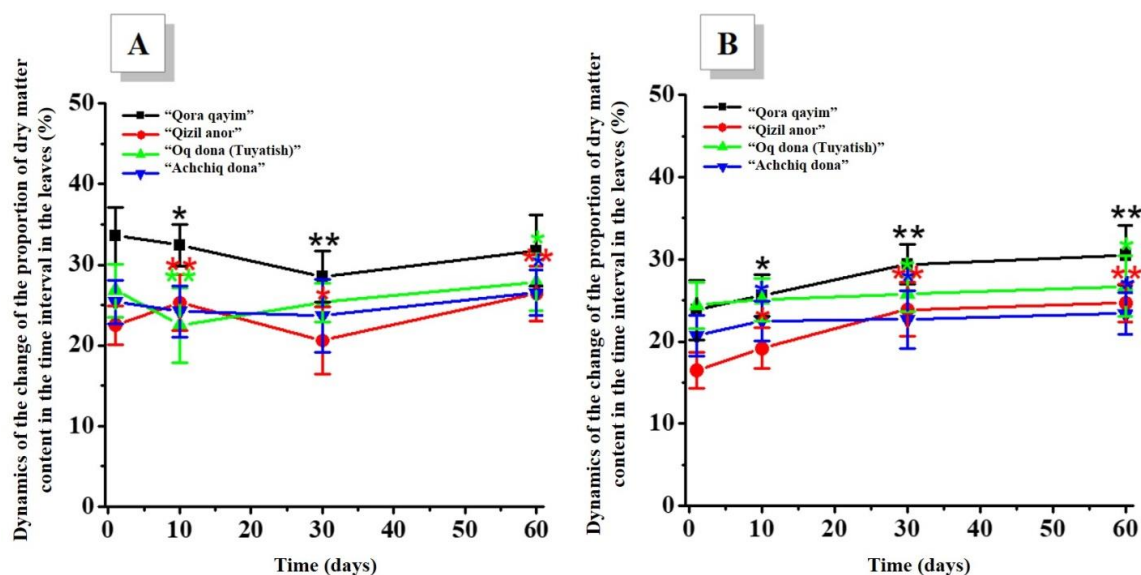 A
Dynamics of the change of the proportion of dry matter
content in the time interval in the leaves (%)
50
40
30
20
10
0
"Qora qayim"
"Qizil anor"
"Oq dona (Tuyatish)"
"Achchiq dona"
*
**
**
**
*
*
**
*
0 10 20 30 40 50 60
Time (days)
B
Dynamics of the change of the proportion of dry matter
content in the time interval in the leaves (%)
50
40
30
20
10
0
"Qora qayim"
"Qizil anor"
"Oq dona (Tuyatish)"
"Achchiq dona"
*
*
*
**
*
*
**
**
*
**
*
0 10 20 30 40 50 60
Time (days)